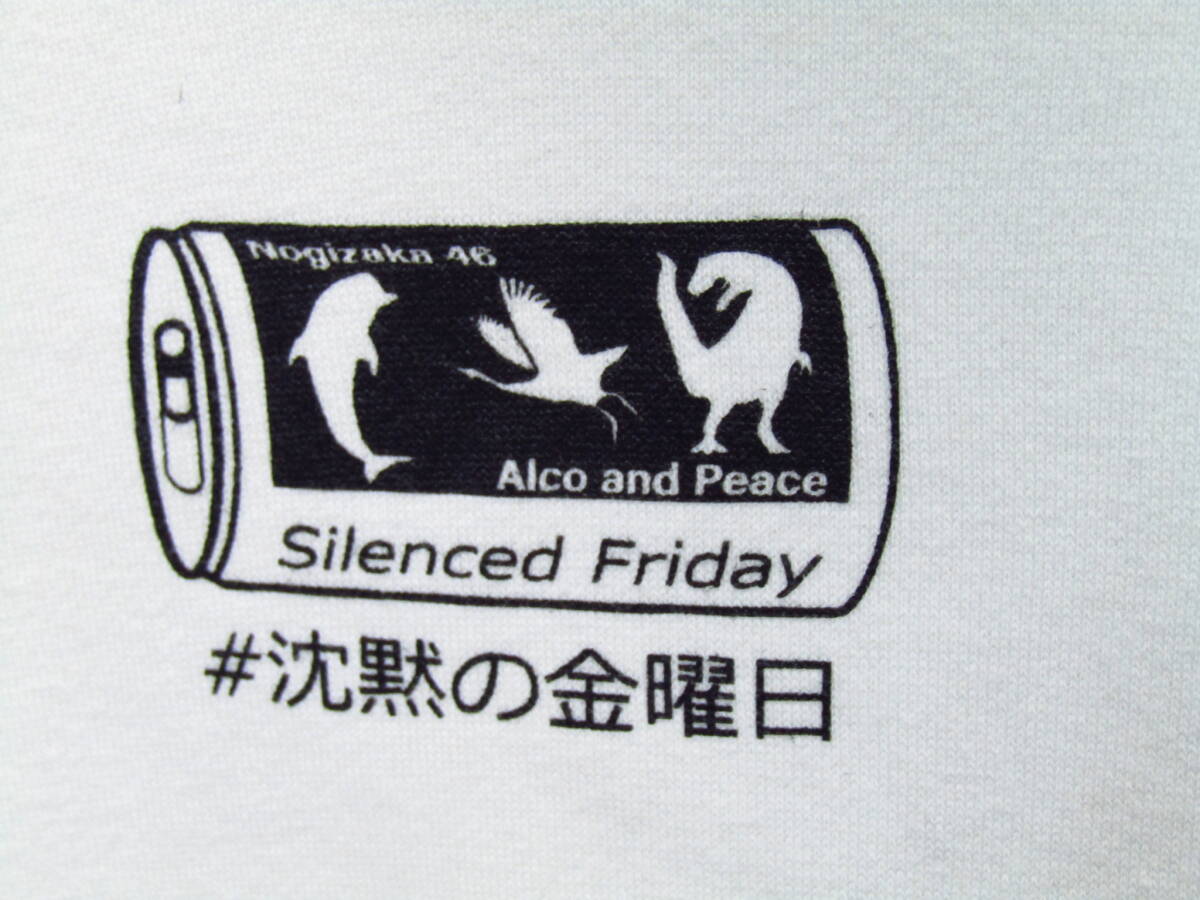 Nogizaka 46
Alco and Peace
Silenced Friday
#沈黙の金曜日